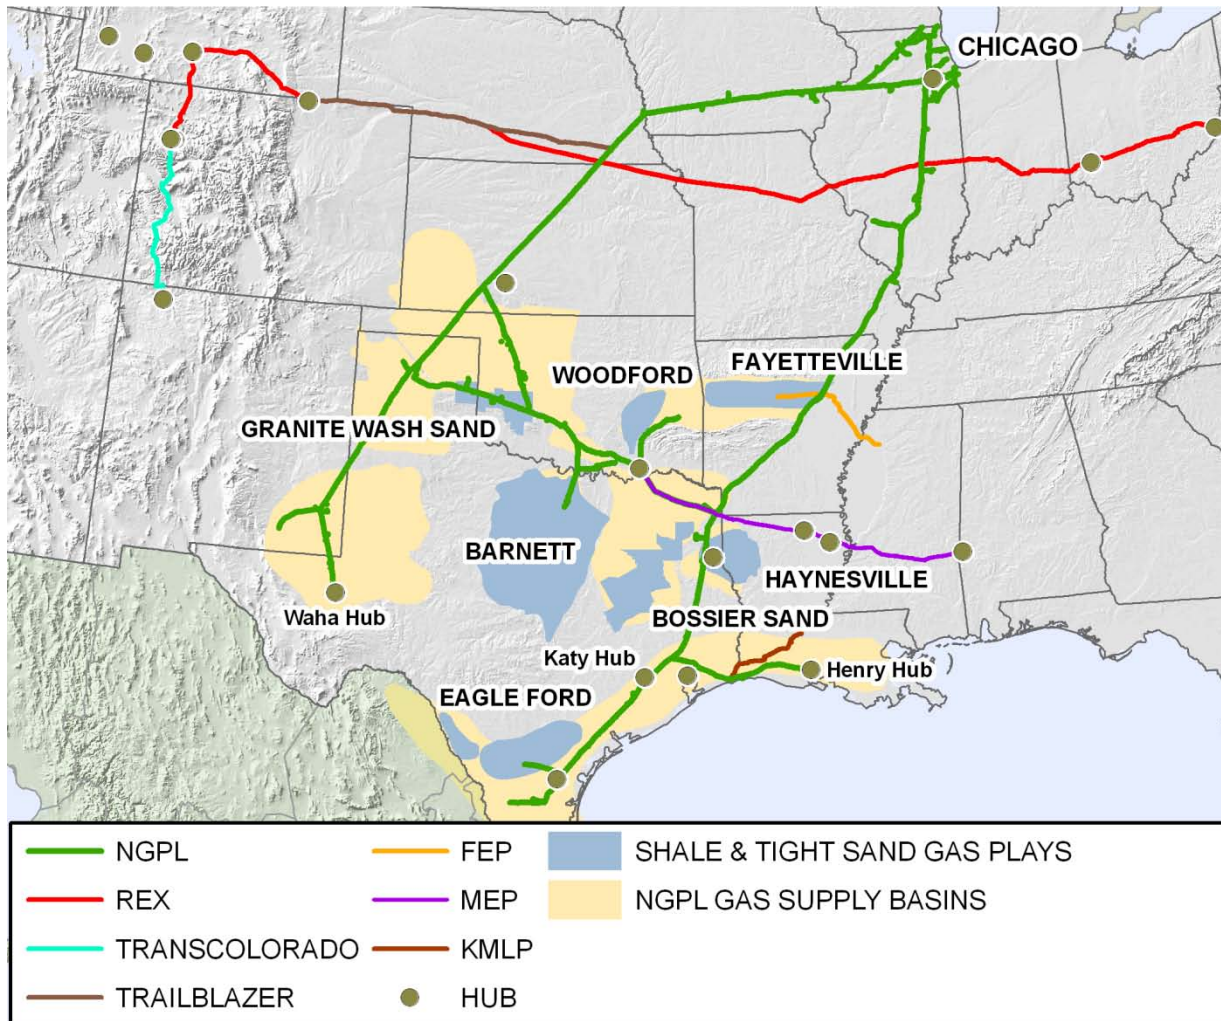 CHICAGO
FAYETTEVILLE
WOODFORD
GRANITE WASH SAND
BARNETT
HAYNESVILLE
Waha Hub
BOSSIER SAND
Katy Hub
Henry Hub
EAGLE FORD
NGPL
FEP
SHALE & TIGHT SAND GAS PLAYS
REX
MEP
NGPL GAS SUPPLY BASINS
TRANSCOLORADO
KMLP
TRAILBLAZER
HUB